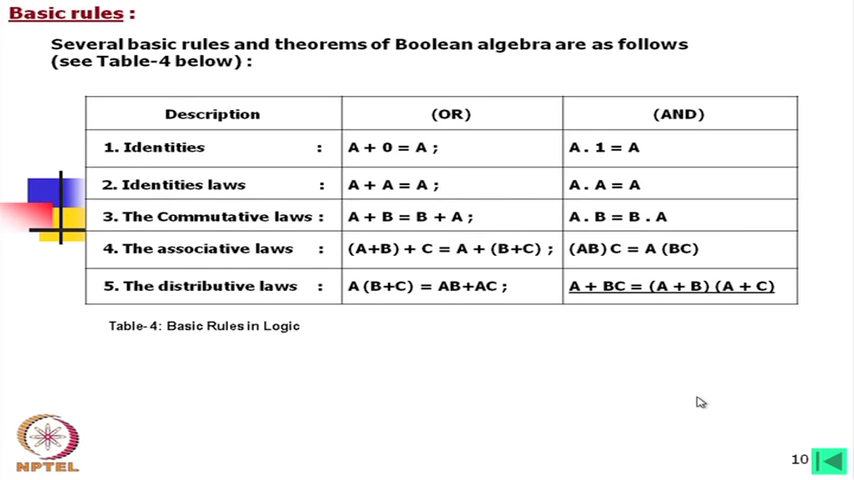 Basic rules :
Several basic rules and theorems of Boolean algebra are as follows
(see Table-4 below) :
Description (OR) (AND)
1. Identities : A + 0 = A ; A . 1 = A
2. Identities laws : A + A = A ; A . A = A
3. The Commutative laws : A + B = B + A ; A . B = B . A
4. The associative laws : (A+B) + C = A + (B+C) ; (AB) C = A (BC)
5. The distributive laws : A (B+C) = AB+AC ; A + BC = (A + B) (A + C)
Table- 4: Basic Rules in Logic
NPTEL
10